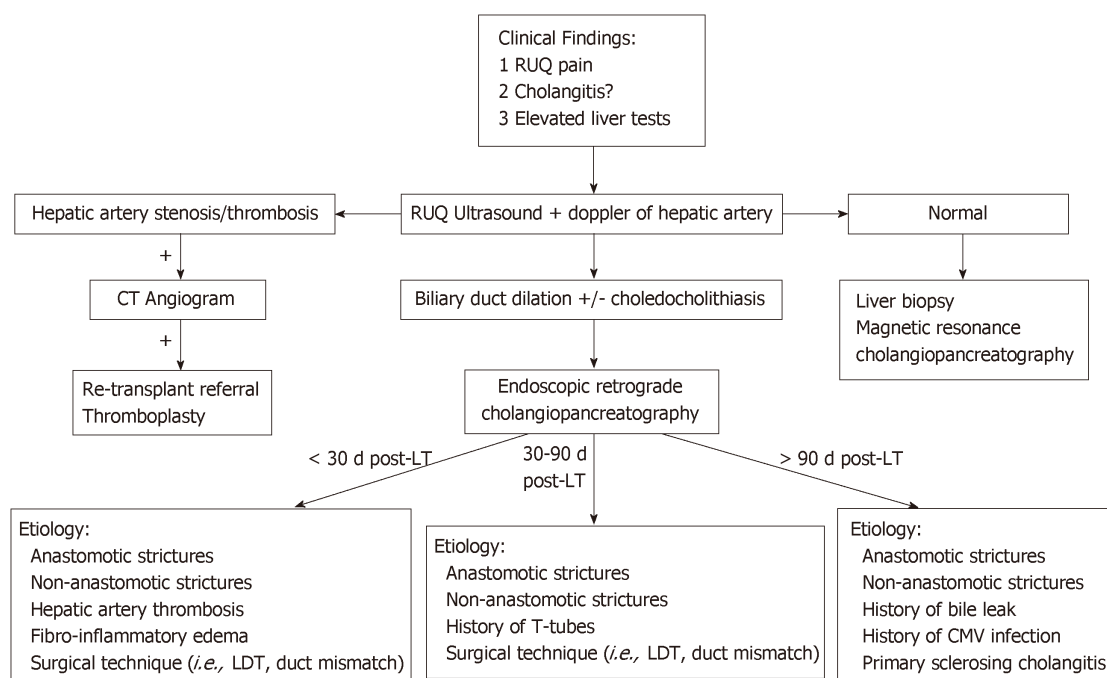 Clinical Findings:
1 RUQ pain
2 Cholangitis?
3 Elevated liver tests
Hepatic artery stenosis/thrombosis
RUQ Ultrasound + doppler of hepatic artery
Normal
+
CT Angiogram
Biliary duct dilation +/- choledocholithiasis
Liver biopsy
Magnetic resonance
cholangiopancreatography
+
Re-transplant referral
Thromboplasty
Endoscopic retrograde
cholangiopancreatography
< 30 d post-LT
30-90 d
post-LT
> 90 d post-LT
Etiology:
Anastomotic strictures
Non-anastomotic strictures
Hepatic artery thrombosis
Fibro-inflammatory edema
Surgical technique (i.e., LDT, duct mismatch)
Etiology:
Anastomotic strictures
Non-anastomotic strictures
History of T-tubes
Surgical technique (i.e., LDT, duct mismatch)
Etiology:
Anastomotic strictures
Non-anastomotic strictures
History of bile leak
History of CMV infection
Primary sclerosing cholangitis